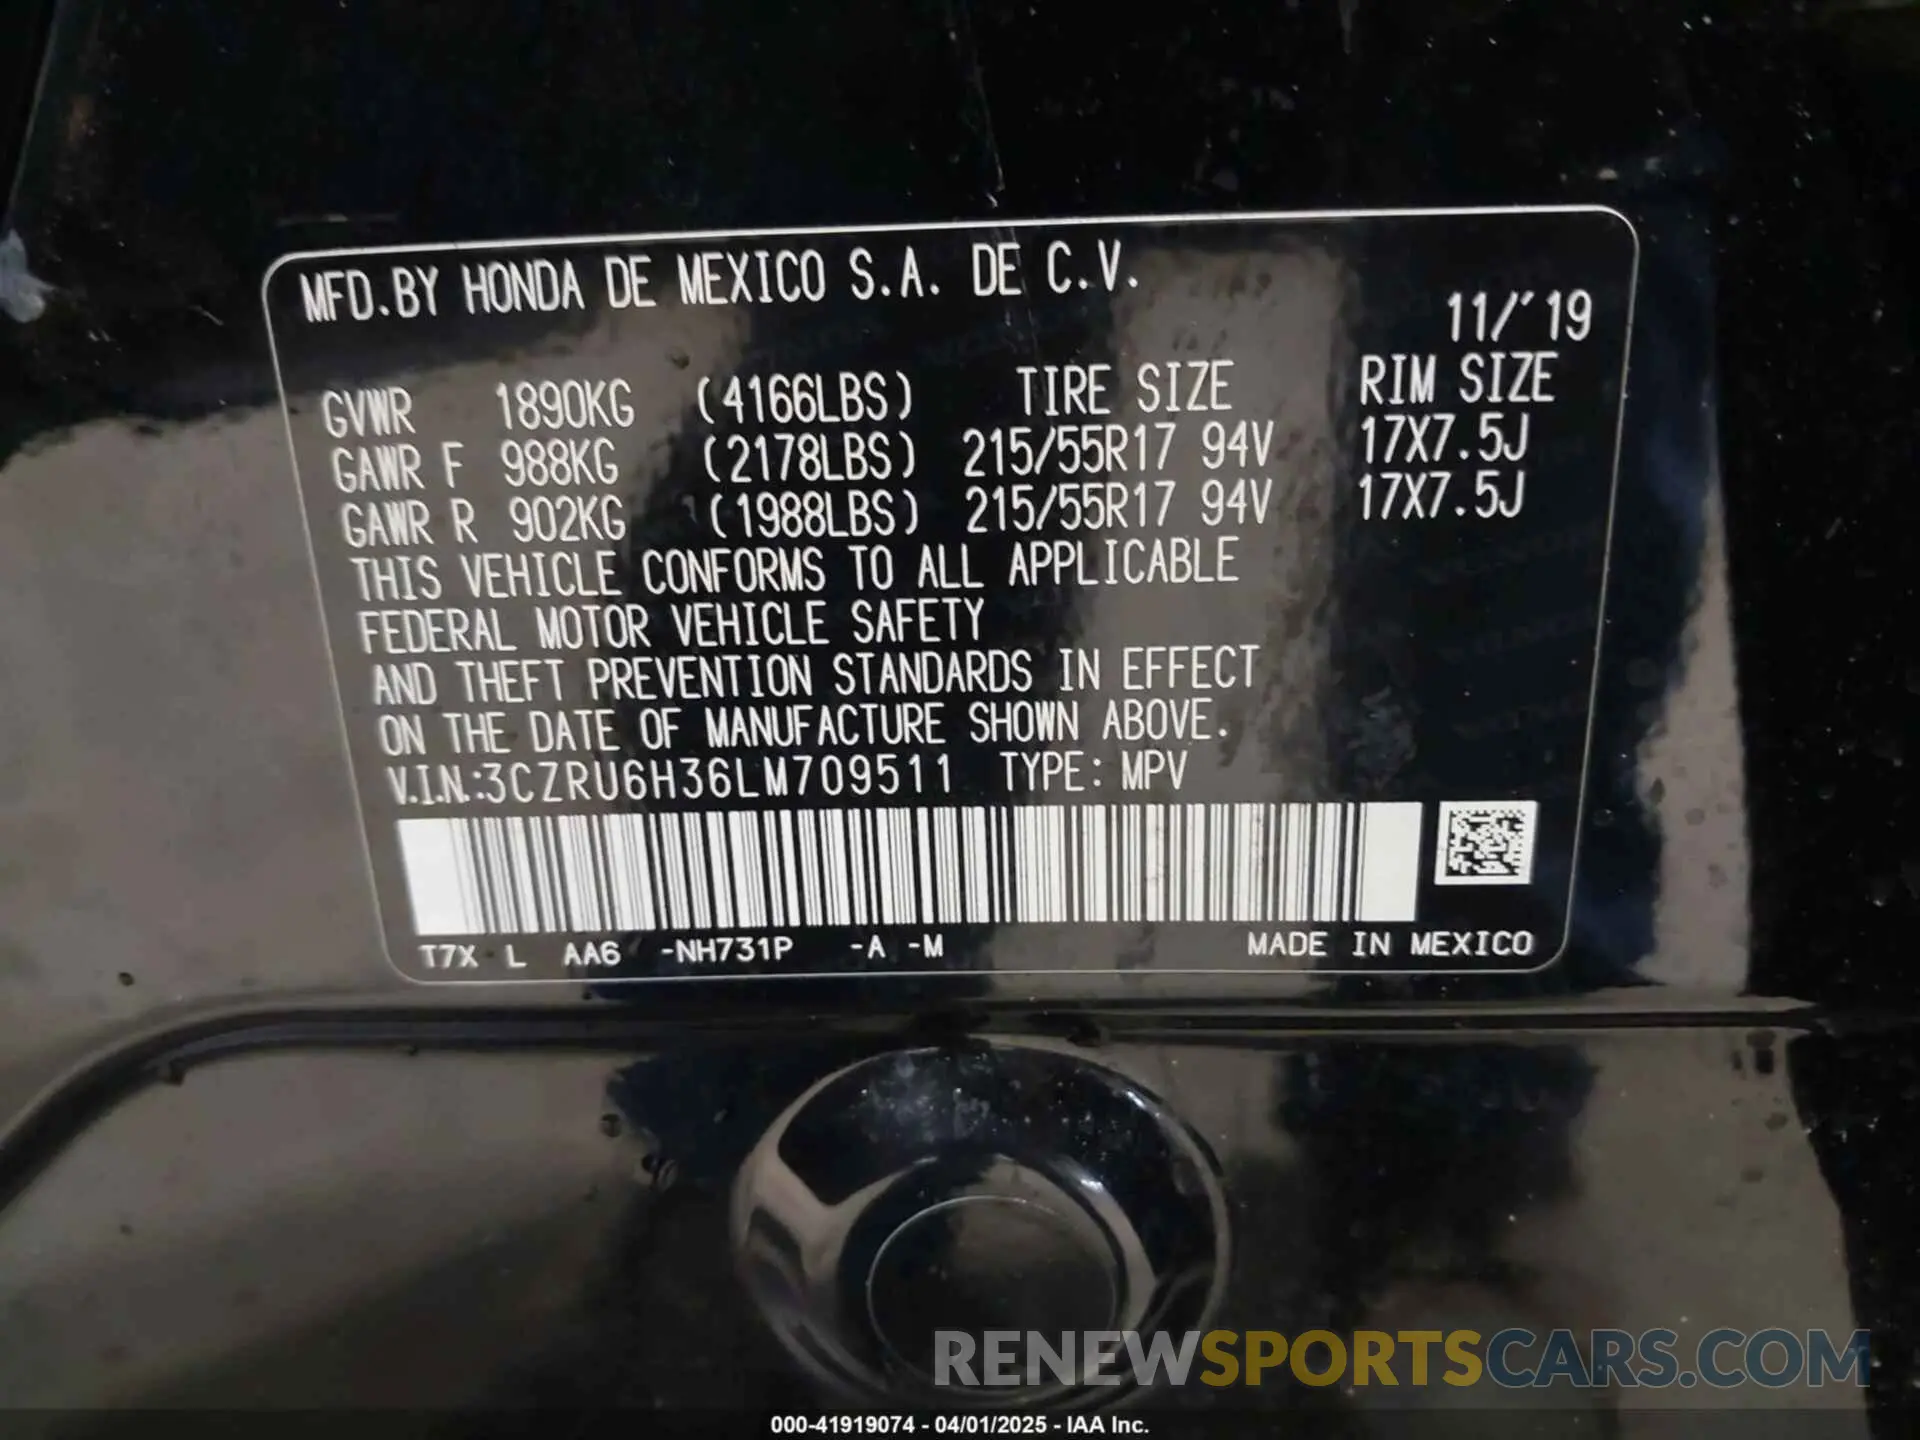 MFD.BY HONDA DE MEXICO S.A. DE C.V.
11/'19
GVWR 1890KG (4166LBS) TIRE SIZE RIM SIZE
GAWR F 988KG (2178LBS) 215/55R17 94V 17X7.5J
GAWR R 902KG (1988LBS) 215/55R17 94V 17X7.5J
THIS VEHICLE CONFORMS TO ALL APPLICABLE
FEDERAL MOTOR VEHICLE SAFETY
AND THEFT PREVENTION STANDARDS IN EFFECT
ON THE DATE OF MANUFACTURE SHOWN ABOVE.
V.I.N.:3CZRU6H36LM709511 TYPE: MPV
T7X L AA6 -NH731P -A -M MADE IN MEXICO
RENEWSPORTSCARS.COM
000-41919074 - 04/01/2025 - IAA Inc.